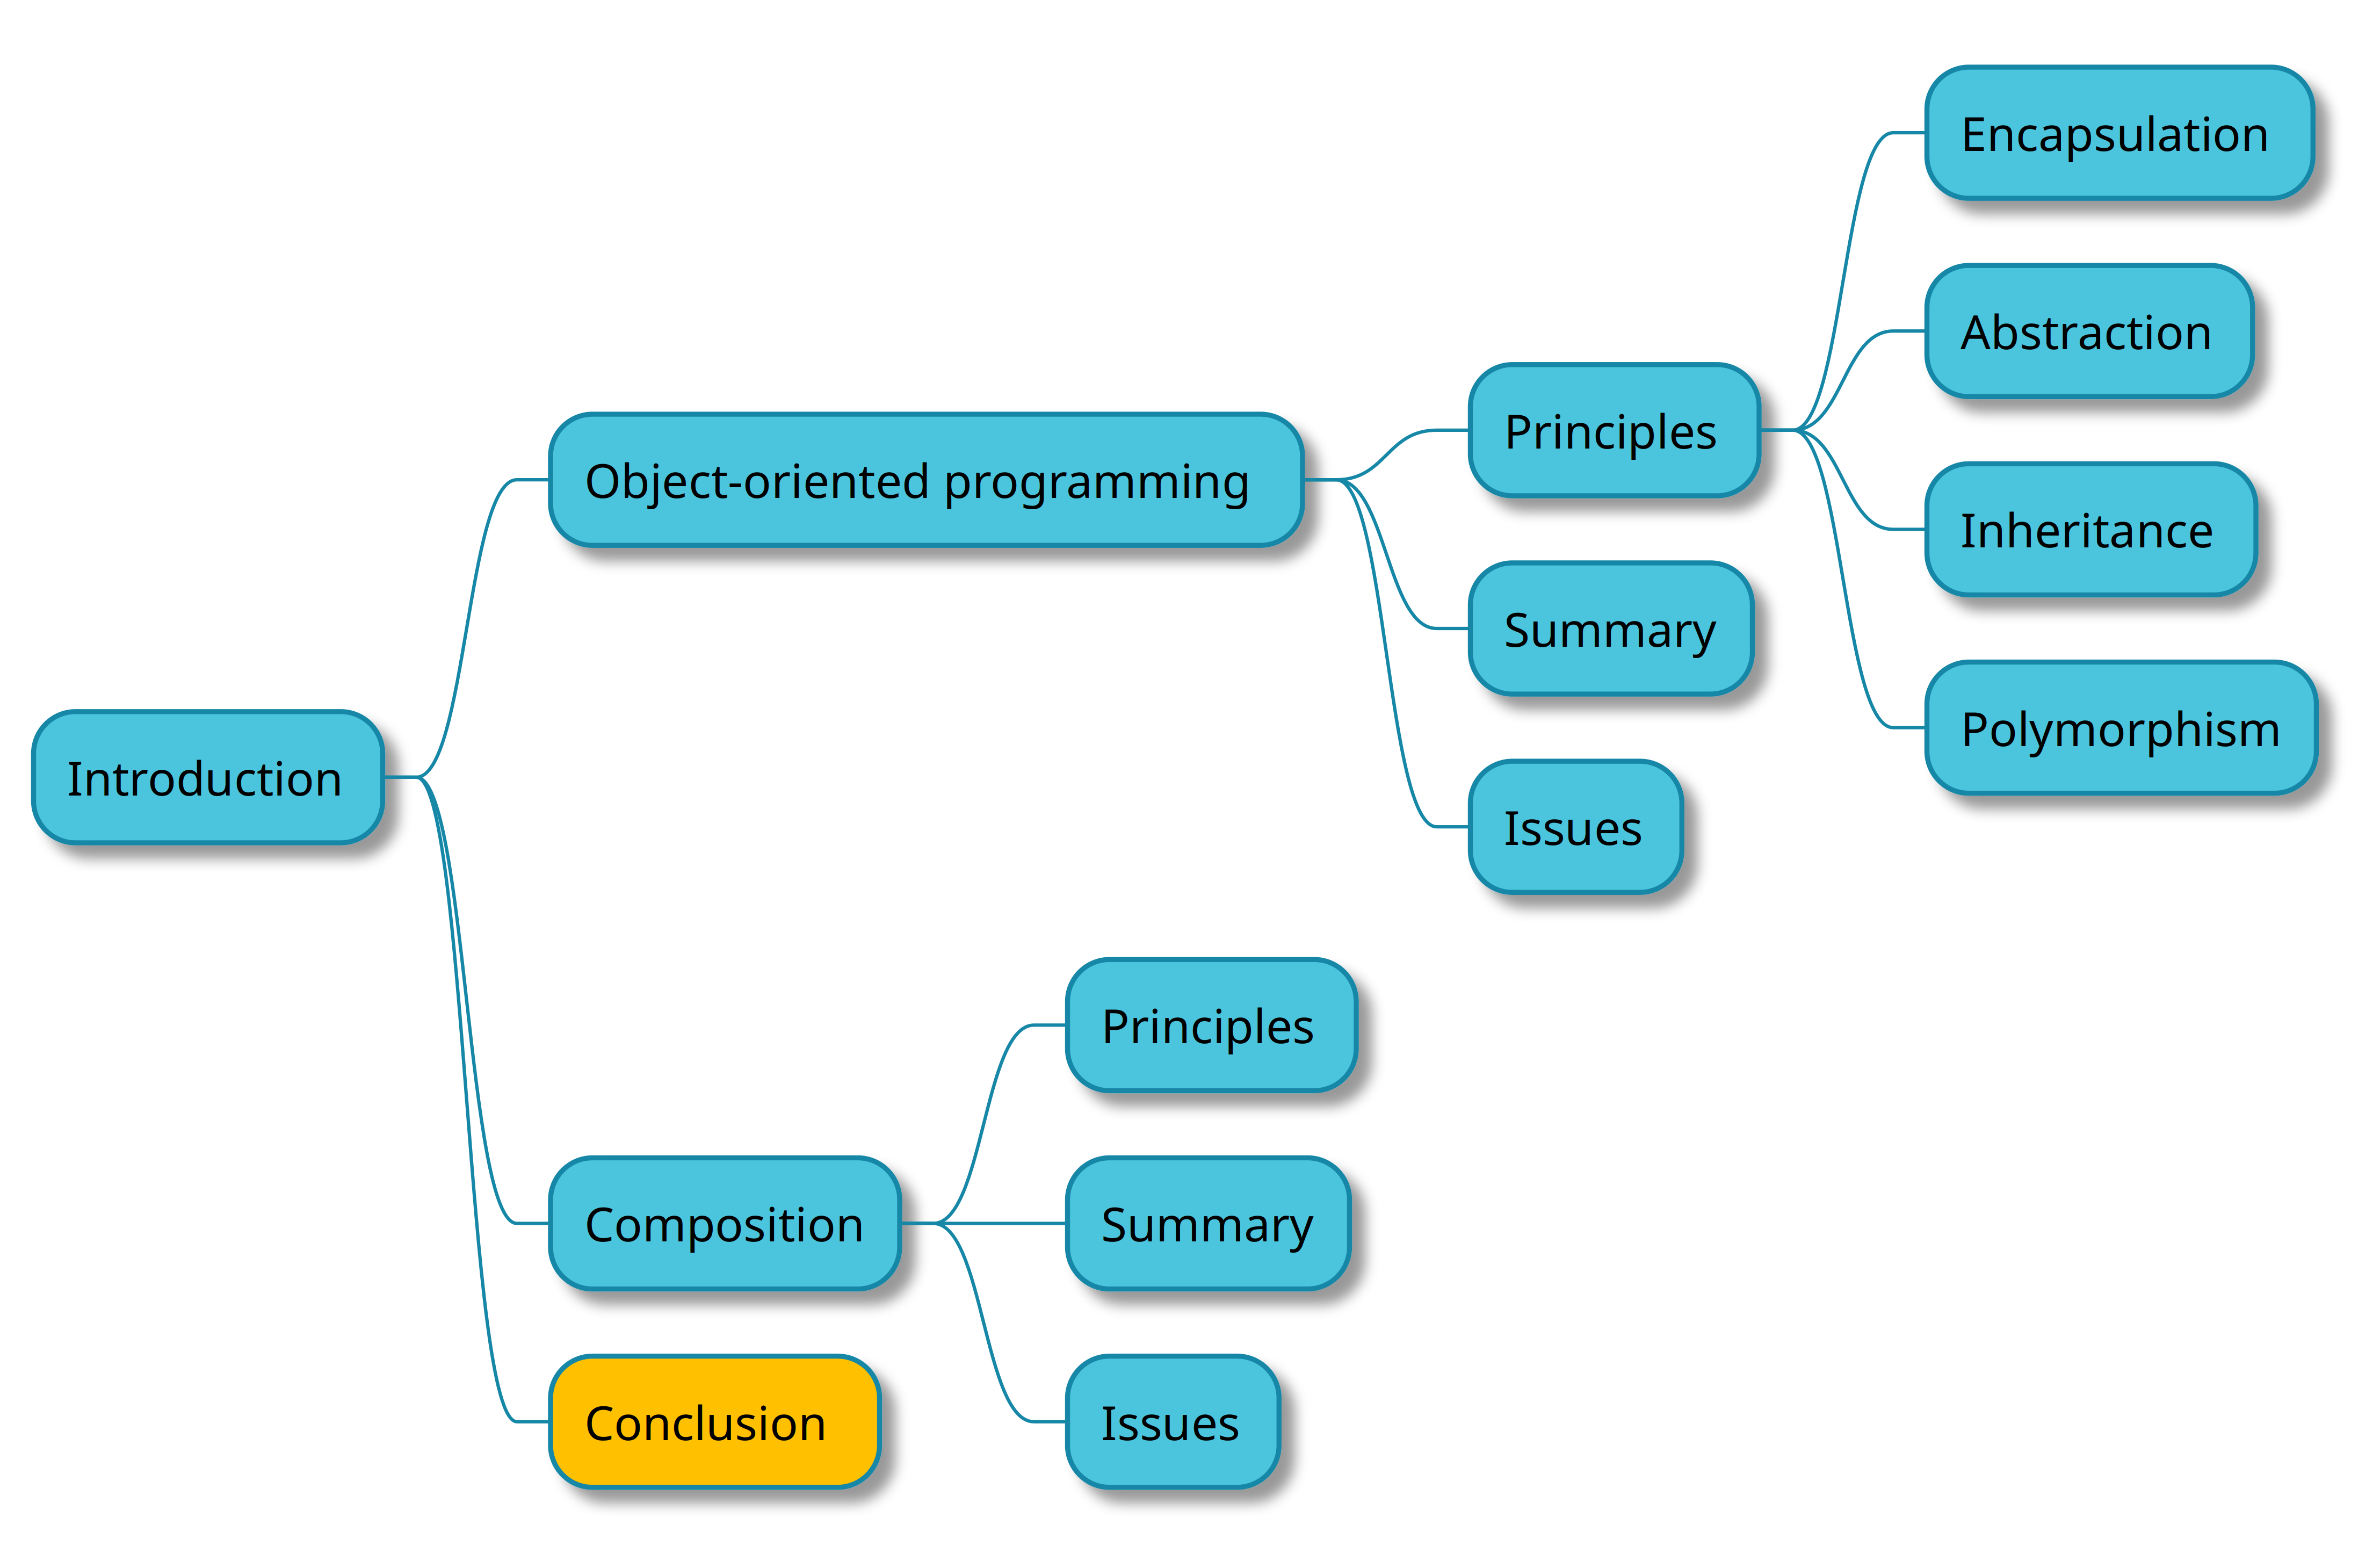 Introduction
Object-oriented programming
Principles
Encapsulation
Abstraction
Inheritance
Polymorphism
Summary
Issues
Composition
Principles
Summary
Issues
Conclusion